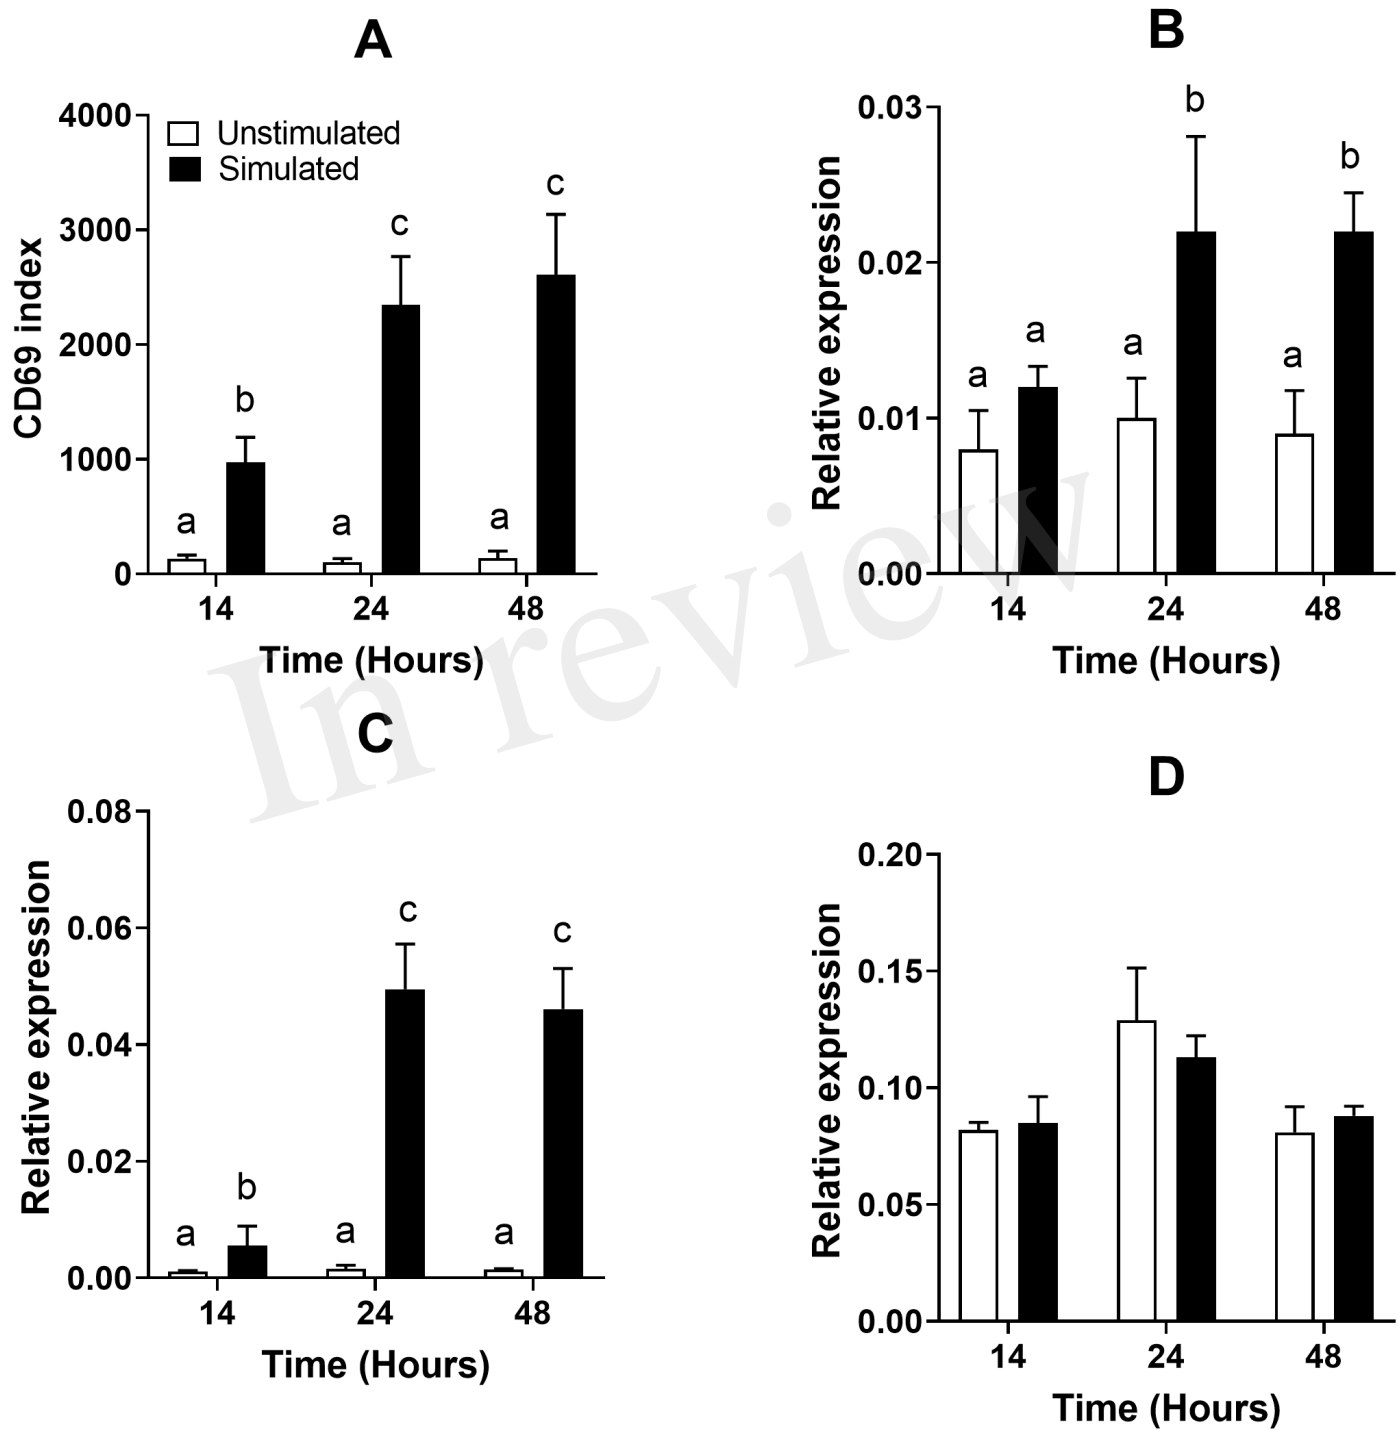 A
4000
3000
2000
1000
0
CD69 index
Unstimulated
Simulated
a
b
a
c
a
c
14
24
48
Time (Hours)
B
0.03
0.02
0.01
0.00
Relative expression
a
a
a
b
a
b
14
24
48
Time (Hours)
In review
C
0.08
0.06
0.04
0.02
0.00
Relative expression
a
b
a
c
a
c
14
24
48
Time (Hours)
D
0.20
0.15
0.10
0.05
0.00
Relative expression
14
24
48
Time (Hours)